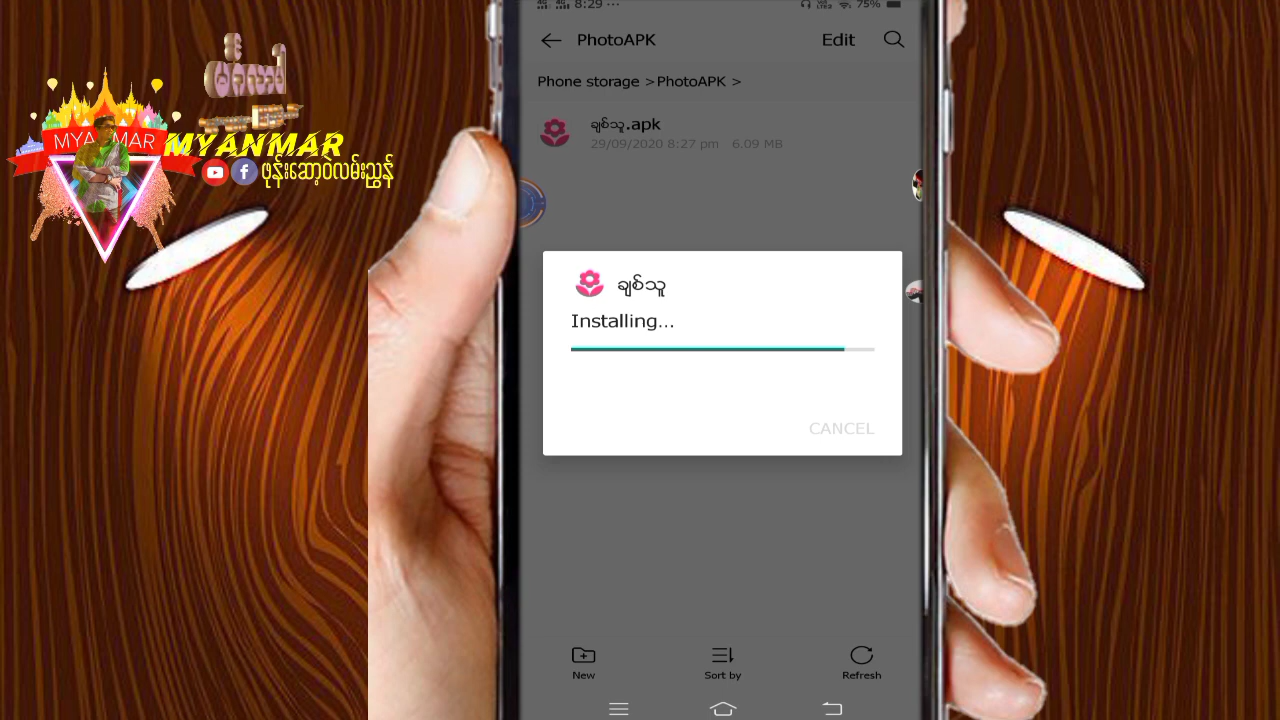 8:29 ··· 75%
PhotoAPK Edit
Phone storage >PhotoAPK >
ချစ်သူ.apk
29/09/2020 8:27 pm 6.09 MB
MYANMAR
MYANMAR
ဖုန်းဆော့ဝဲလမ်းညွှန်
ချစ်သူ
Installing...
CANCEL
New Sort by Refresh